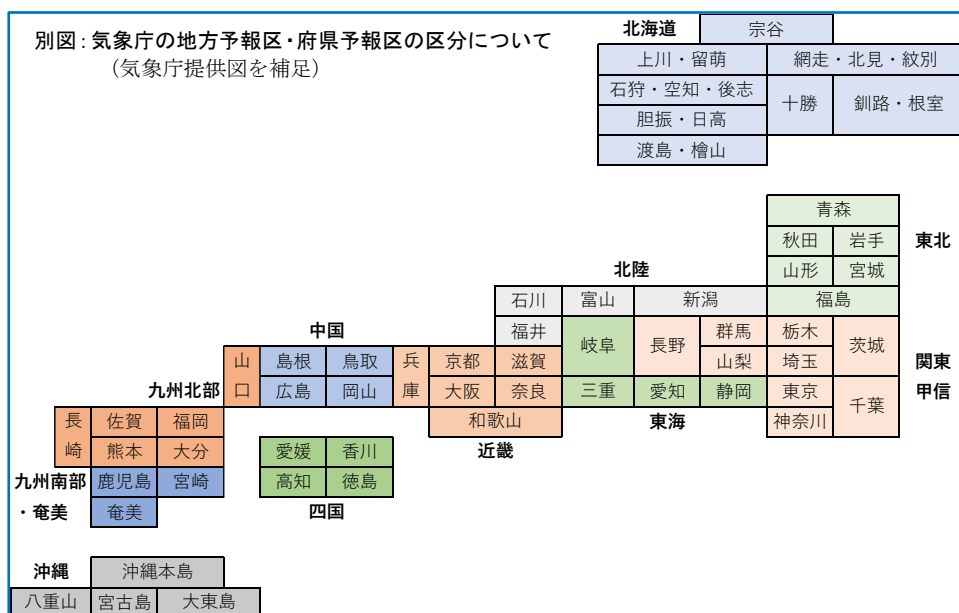 別図：気象庁の地方予報区・府県予報区の区分について
（気象庁提供図を補足）
北海道 宗谷
上川・留萌 網走・北見・紋別
石狩・空知・後志 十勝 釧路・根室
胆振・日高
渡島・檜山
青森
秋田 岩手 東北
山形 宮城
北陸
石川 富山 新潟 福島
中国 福井 岐阜 長野 群馬 栃木 茨城
山口 島根 鳥取 兵庫 京都 滋賀 山梨 埼玉 関東
九州北部 広島 岡山 大阪 奈良 三重 愛知 静岡 東京 千葉 甲信
長崎 佐賀 福岡 和歌山 東海 神奈川
熊本 大分 愛媛 香川 近畿
九州南部 鹿児島 宮崎 高知 徳島
・奄美 奄美 四国
沖縄 沖縄本島
八重山 宮古島 大東島